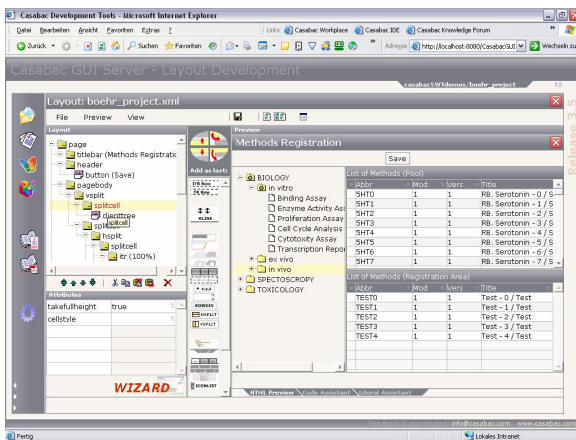 Casabac Development Tools - Microsoft Internet Explorer
Datei Bearbeiten Ansicht Favoriten Extras ?
Links Casabac Workplace Casabac IDE Casabac Knowledge Forum
Zurück Suchen Favoriten
Adresse http://localhost:8080/CasabacGUI Wechseln zu
Casabac GUI Server - Layout Development
casabacSWTdemos/boehr_project
Layout: boehr_project.xml
File Preview View
Layout
page
titlebar (Methods Registratic
header
button (Save)
pagebody
vsplit
splitcell
clienttree
splitcell
hsplit
splitcell
itr (100%)
Attributes
takefullheight true
cellstyle
WIZARD
Add as last
HLINE
ROWDIV
HSPLIT
VSPLIT
ICONLIST
Preview
Methods Registration
Save
BIOLOGY
in vitro
Binding Assay
Enzyme Activity Ass
Proliferation Assay
Cell Cycle Analysis
Cytotoxity Assay
Transcription Repor
ex vivo
in vivo
SPECTOSCROPY
TOXICOLOGY
List of Methods (Pool)
Abbr Mod Vers Title
5HT0 1 1 RB. Serotonin - 0 / S
5HT1 1 1 RB. Serotonin - 1 / S
5HT2 1 1 RB. Serotonin - 2 / S
5HT3 1 1 RB. Serotonin - 3 / S
5HT4 1 1 RB. Serotonin - 4 / S
5HT5 1 1 RB. Serotonin - 5 / S
5HT6 1 1 RB. Serotonin - 6 / S
5HT7 1 1 RB. Serotonin - 7 / S
List of Methods (Registration Area)
Abbr Mod Vers Title
TEST0 1 1 Test - 0 / Test
TEST1 1 1 Test - 1 / Test
TEST2 1 1 Test - 2 / Test
TEST3 1 1 Test - 3 / Test
TEST4 1 1 Test - 4 / Test
HTML Preview Code Assistant Literal Assistant
Release 3.5
Feedback is appreciated: info@casabac.com www.casabac.com
Fertig
Lokales Intranet